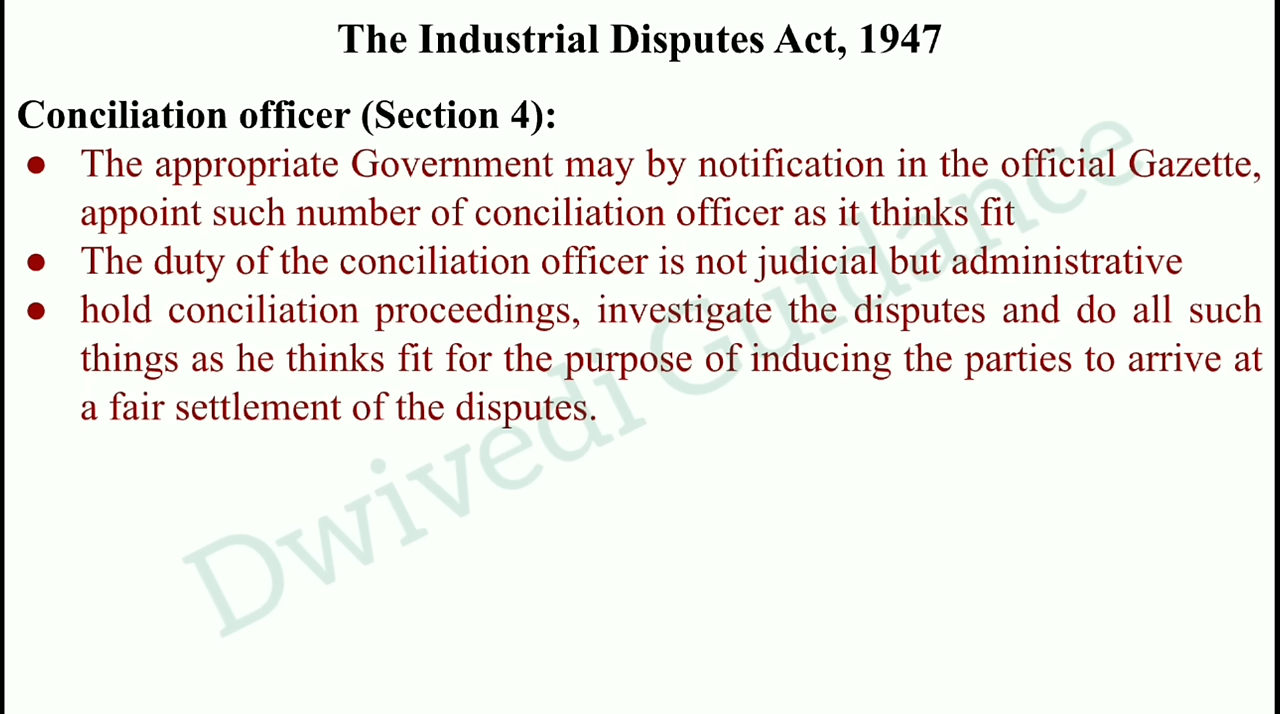 The Industrial Disputes Act, 1947
Conciliation officer (Section 4):
● The appropriate Government may by notification in the official Gazette,
appoint such number of conciliation officer as it thinks fit
● The duty of the conciliation officer is not judicial but administrative
● hold conciliation proceedings, investigate the disputes and do all such
things as he thinks fit for the purpose of inducing the parties to arrive at
a fair settlement of the disputes.
Dwivedi Guidance